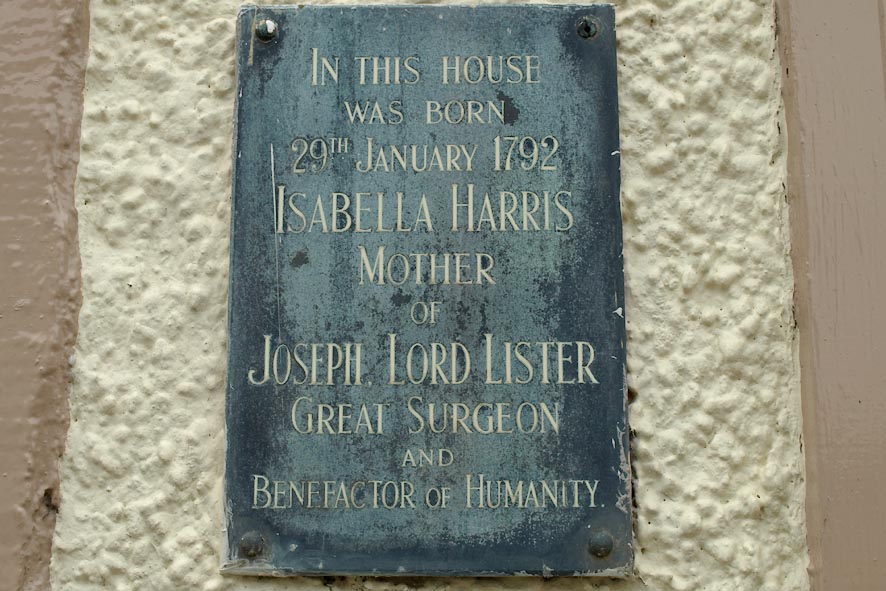 In this house
was born
29th January 1792
Isabella Harris
Mother
of
Joseph, Lord Lister
Great Surgeon
and
Benefactor of Humanity.